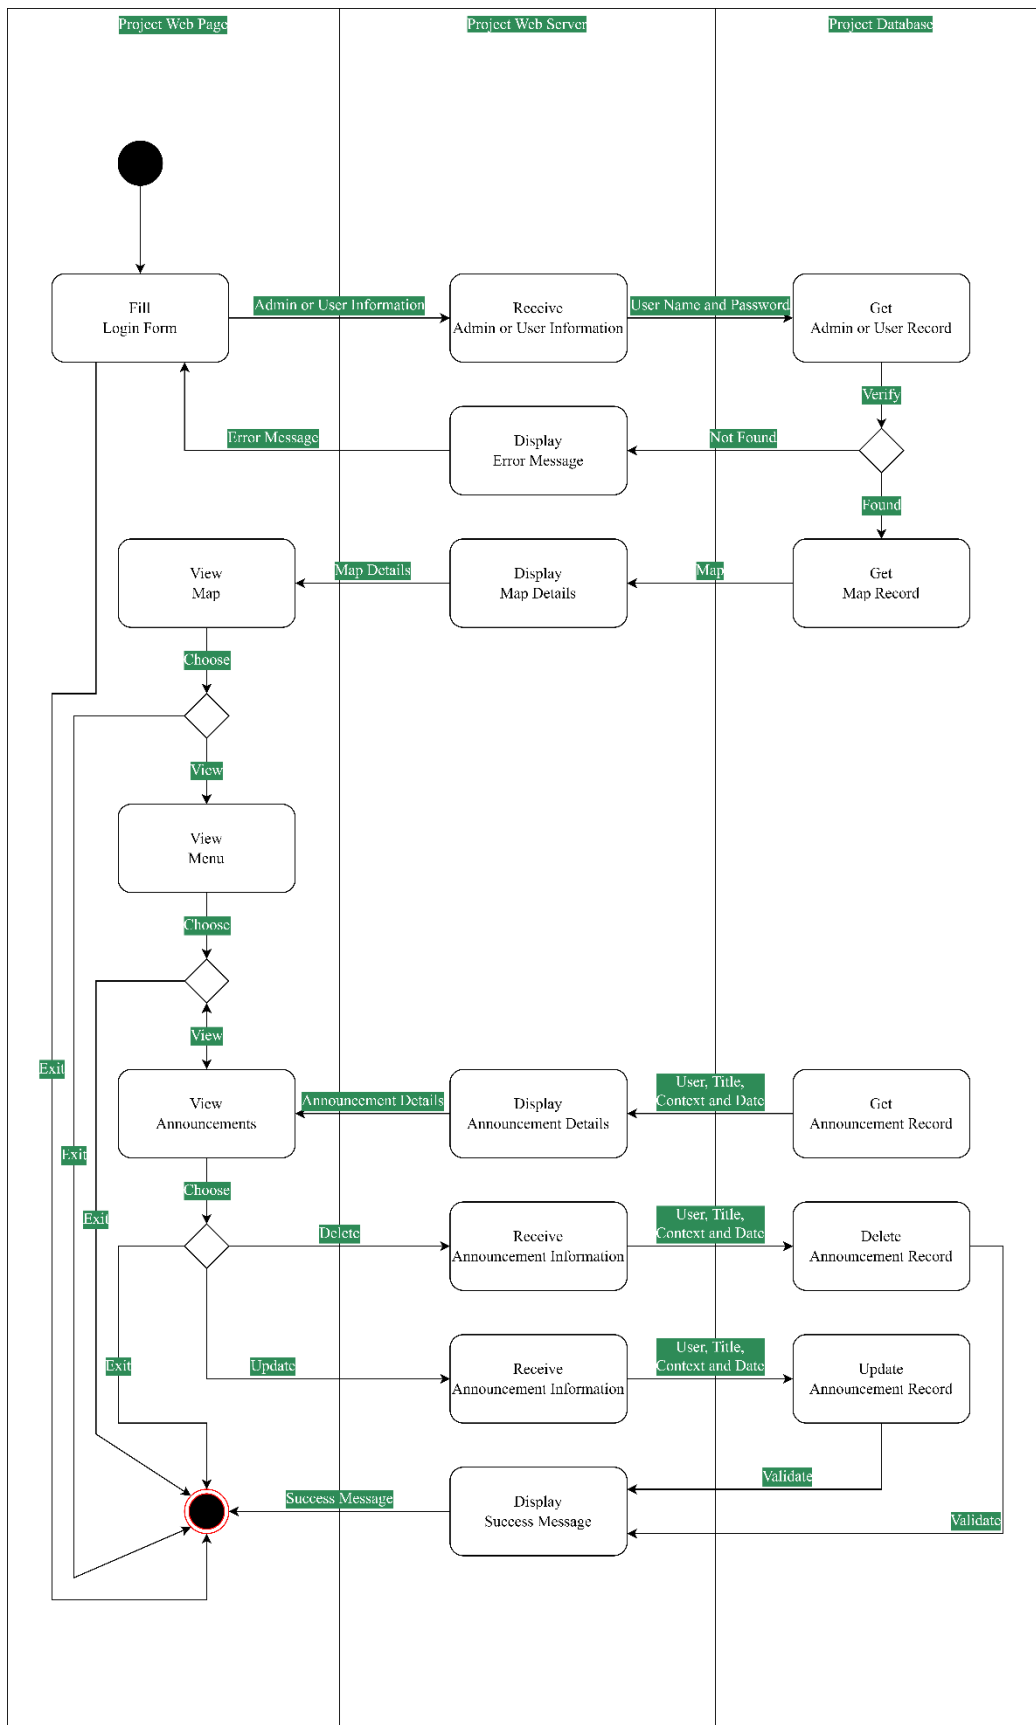 Project Web Page
Project Web Server
Project Database
Fill
Login Form
Admin or User Information
Receive
Admin or User Information
User Name and Password
Get
Admin or User Record
Verify
Error Message
Display
Error Message
Not Found
Found
View
Map
Map Details
Display
Map Details
Map
Get
Map Record
Choose
View
View
Menu
Choose
View
Exit
View
Announcements
Announcement Details
Display
Announcement Details
User, Title,
Context and Date
Get
Announcement Record
Exit
Choose
Exit
Delete
Receive
Announcement Information
User, Title,
Context and Date
Delete
Announcement Record
Exit
Update
Receive
Announcement Information
User, Title,
Context and Date
Update
Announcement Record
Validate
Success Message
Display
Success Message
Validate